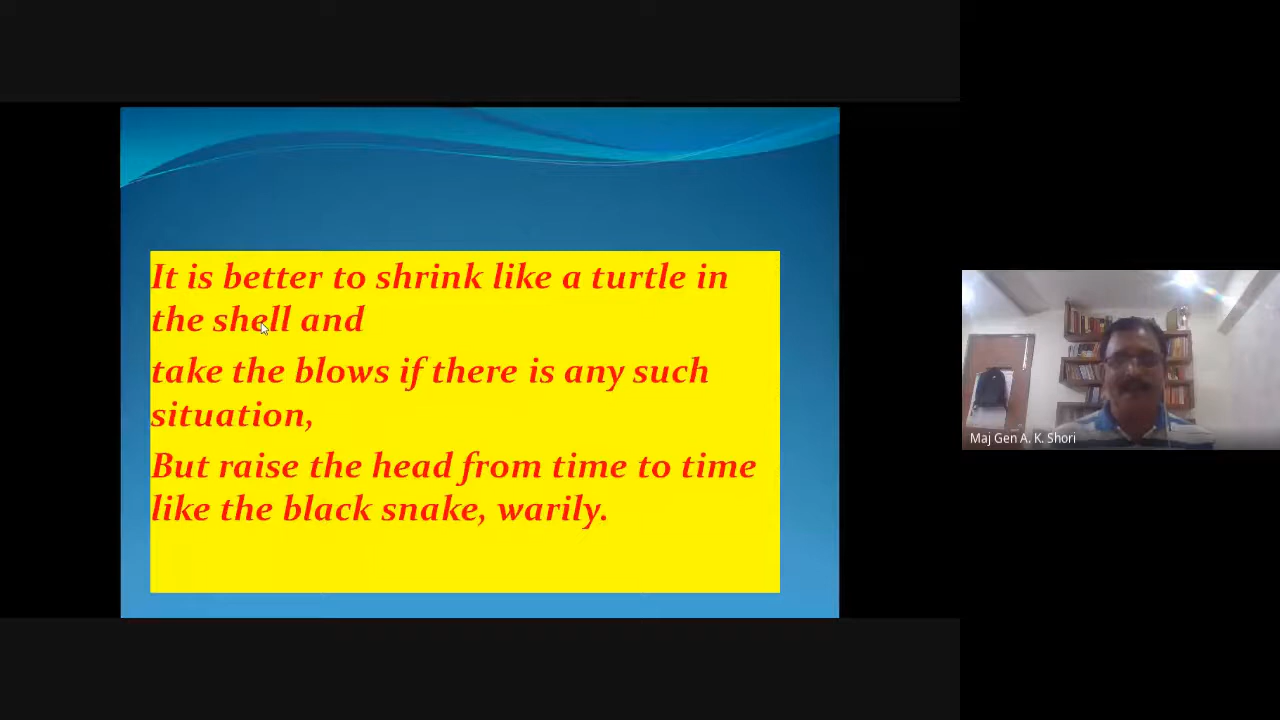 It is better to shrink like a turtle in
the shell and
take the blows if there is any such
situation,
But raise the head from time to time
like the black snake, warily.
Maj Gen A. K. Shori